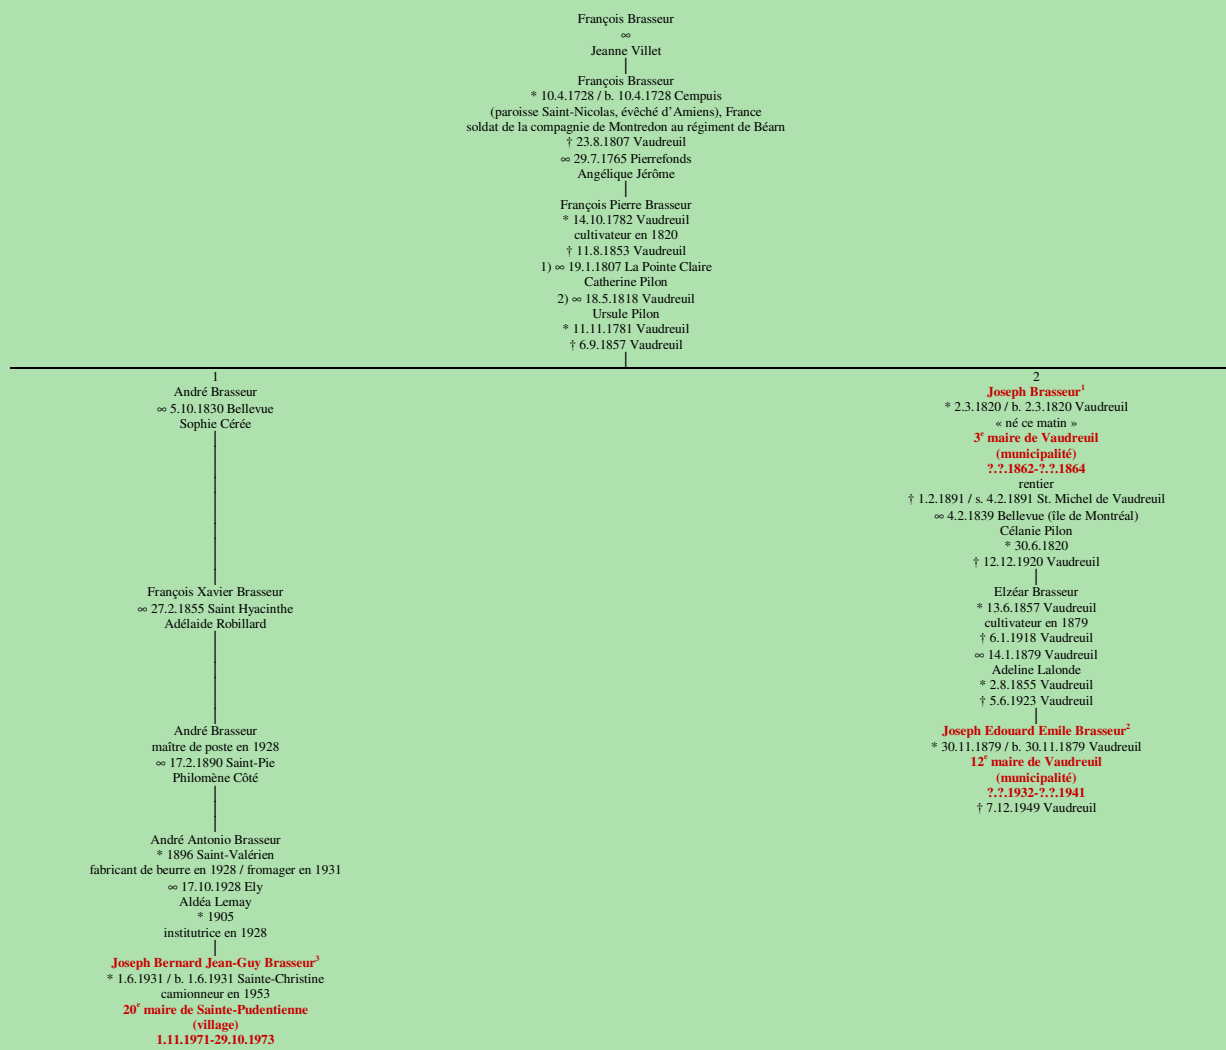 François Brasseur
∞
Jeanne Villet
François Brasseur
* 10.4.1728 / b. 10.4.1728 Cempuis
(paroisse Saint-Nicolas, évêché d’Amiens), France
soldat de la compagnie de Montredon au régiment de Béarn
† 23.8.1807 Vaudreuil
∞ 29.7.1765 Pierrefonds
Angélique Jérôme
François Pierre Brasseur
* 14.10.1782 Vaudreuil
cultivateur en 1820
† 11.8.1853 Vaudreuil
1) ∞ 19.1.1807 La Pointe Claire
Catherine Pilon
2) ∞ 18.5.1818 Vaudreuil
Ursule Pilon
* 11.11.1781 Vaudreuil
† 6.9.1857 Vaudreuil
1
André Brasseur
∞ 5.10.1830 Bellevue
Sophie Cérée
François Xavier Brasseur
∞ 27.2.1855 Saint Hyacinthe
Adélaide Robillard
André Brasseur
maître de poste en 1928
∞ 17.2.1890 Saint-Pie
Philomène Côté
André Antonio Brasseur
* 1896 Saint-Valérien
fabricant de beurre en 1928 / fromager en 1931
∞ 17.10.1928 Ely
Aldéa Lemay
* 1905
institutrice en 1928
Joseph Bernard Jean-Guy Brasseur³
* 1.6.1931 / b. 1.6.1931 Sainte-Christine
camionneur en 1953
20e maire de Sainte-Pudentienne
(village)
1.11.1971-29.10.1973
2
Joseph Brasseur¹
* 2.3.1820 / b. 2.3.1820 Vaudreuil
« né ce matin »
3e maire de Vaudreuil
(municipalité)
?.?.1862-?.?.1864
rentier
† 1.2.1891 / s. 4.2.1891 St. Michel de Vaudreuil
∞ 4.2.1839 Bellevue (île de Montréal)
Célanie Pilon
* 30.6.1820
† 12.12.1920 Vaudreuil
Elzéar Brasseur
* 13.6.1857 Vaudreuil
cultivateur en 1879
† 6.1.1918 Vaudreuil
∞ 14.1.1879 Vaudreuil
Adeline Lalonde
* 2.8.1855 Vaudreuil
† 5.6.1923 Vaudreuil
Joseph Edouard Emile Brasseur²
* 30.11.1879 / b. 30.11.1879 Vaudreuil
12e maire de Vaudreuil
(municipalité)
?.?.1932-?.?.1941
† 7.12.1949 Vaudreuil